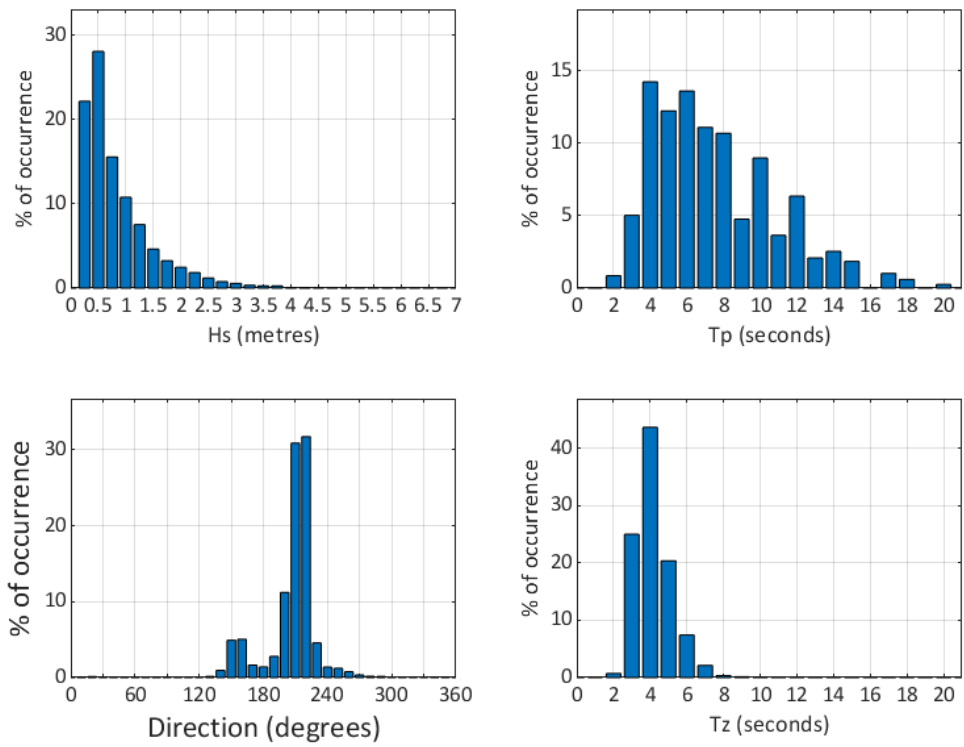 % of occurrence
30
20
10
0
0 0.5 1 1.5 2 2.5 3 3.5 4 4.5 5 5.5 6 6.5 7
Hs (metres)
% of occurrence
15
10
5
0
0 2 4 6 8 10 12 14 16 18 20
Tp (seconds)
% of occurrence
30
20
10
0
0 60 120 180 240 300 360
Direction (degrees)
% of occurrence
40
30
20
10
0
0 2 4 6 8 10 12 14 16 18 20
Tz (seconds)